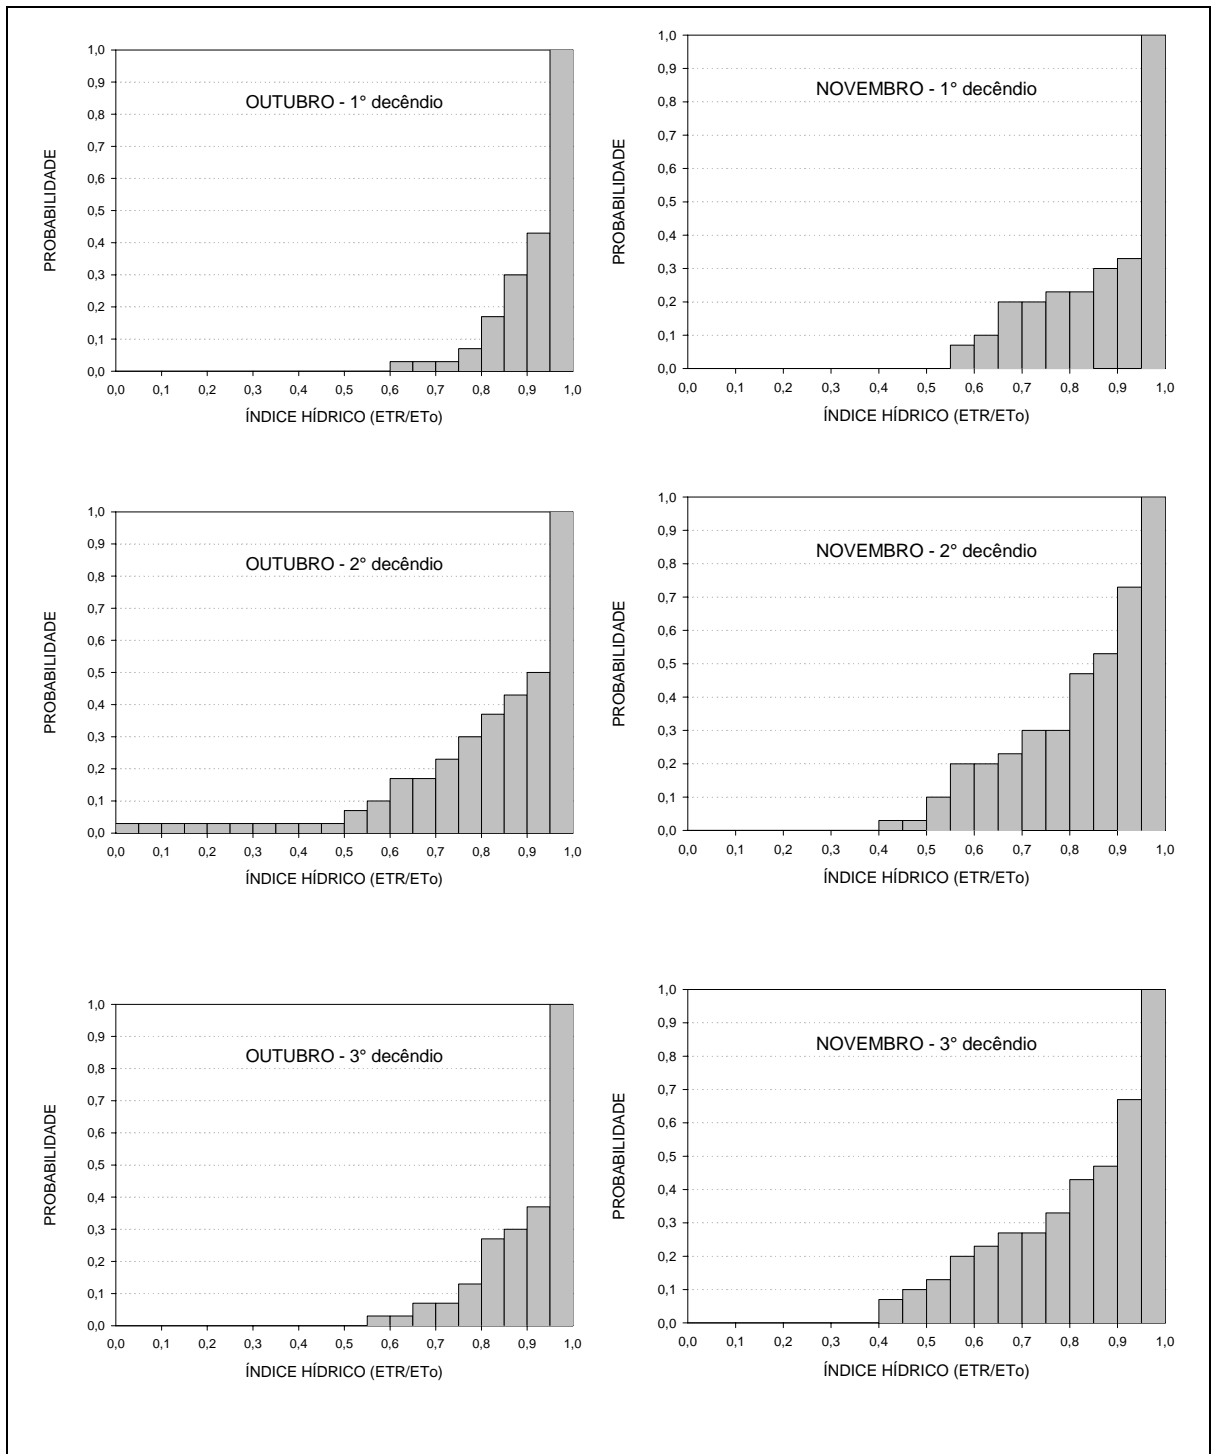 OUTUBRO - 1° decêndio
PROBABILIDADE
1,0
0,9
0,8
0,7
0,6
0,5
0,4
0,3
0,2
0,1
0,0
0,0 0,1 0,2 0,3 0,4 0,5 0,6 0,7 0,8 0,9 1,0
ÍNDICE HÍDRICO (ETR/ETo)
NOVEMBRO - 1° decêndio
PROBABILIDADE
1,0
0,9
0,8
0,7
0,6
0,5
0,4
0,3
0,2
0,1
0,0
0,0 0,1 0,2 0,3 0,4 0,5 0,6 0,7 0,8 0,9 1,0
ÍNDICE HÍDRICO (ETR/ETo)
OUTUBRO - 2° decêndio
PROBABILIDADE
1,0
0,9
0,8
0,7
0,6
0,5
0,4
0,3
0,2
0,1
0,0
0,0 0,1 0,2 0,3 0,4 0,5 0,6 0,7 0,8 0,9 1,0
ÍNDICE HÍDRICO (ETR/ETo)
NOVEMBRO - 2° decêndio
PROBABILIDADE
1,0
0,9
0,8
0,7
0,6
0,5
0,4
0,3
0,2
0,1
0,0
0,0 0,1 0,2 0,3 0,4 0,5 0,6 0,7 0,8 0,9 1,0
ÍNDICE HÍDRICO (ETR/ETo)
OUTUBRO - 3° decêndio
PROBABILIDADE
1,0
0,9
0,8
0,7
0,6
0,5
0,4
0,3
0,2
0,1
0,0
0,0 0,1 0,2 0,3 0,4 0,5 0,6 0,7 0,8 0,9 1,0
ÍNDICE HÍDRICO (ETR/ETo)
NOVEMBRO - 3° decêndio
PROBABILIDADE
1,0
0,9
0,8
0,7
0,6
0,5
0,4
0,3
0,2
0,1
0,0
0,0 0,1 0,2 0,3 0,4 0,5 0,6 0,7 0,8 0,9 1,0
ÍNDICE HÍDRICO (ETR/ETo)